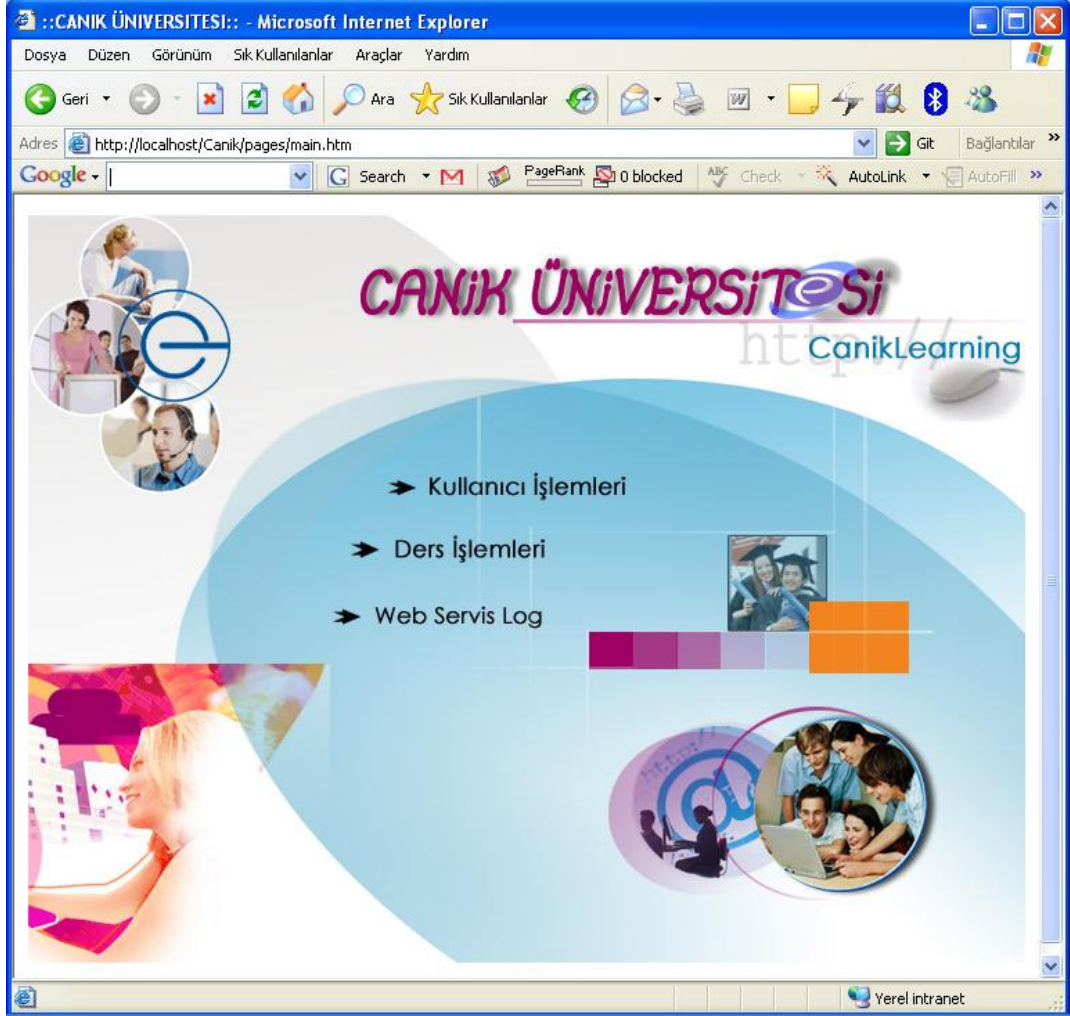 ::CANIK ÜNIVERSITESI:: - Microsoft Internet Explorer
Dosya Düzen Görünüm Sık Kullanılanlar Araçlar Yardım
Geri Ara Sık Kullanılanlar
Adres http://localhost/Canik/pages/main.htm Git Bağlantılar
Google Search PageRank 0 blocked Check AutoLink AutoFill
CANiK ÜNiVERSiTeSi
http://
CanikLearning
Kullanıcı İşlemleri
Ders İşlemleri
Web Servis Log
http://
@
Yerel intranet